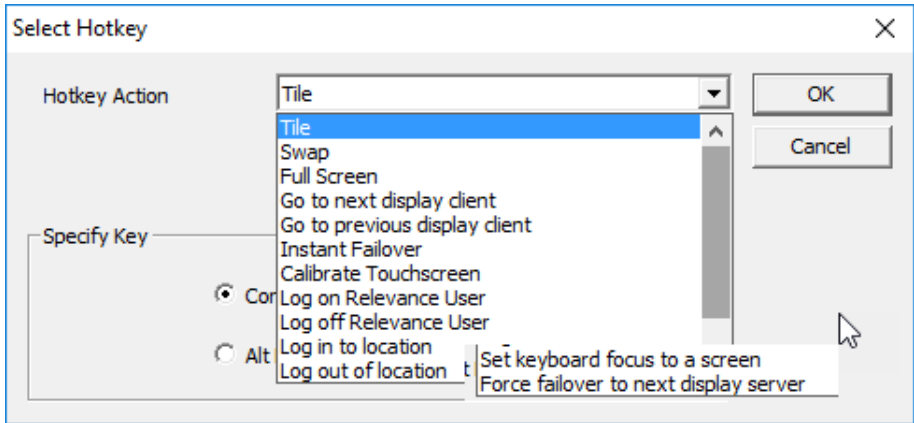 Select Hotkey
Hotkey Action
Tile
OK
Tile
Cancel
Swap
Full Screen
Go to next display client
Go to previous display client
Specify Key
Instant Failover
Calibrate Touchscreen
Con
Log on Relevance User
Log off Relevance User
Alt
Log in to location
Set keyboard focus to a screen
Log out of location
t
Force failover to next display server